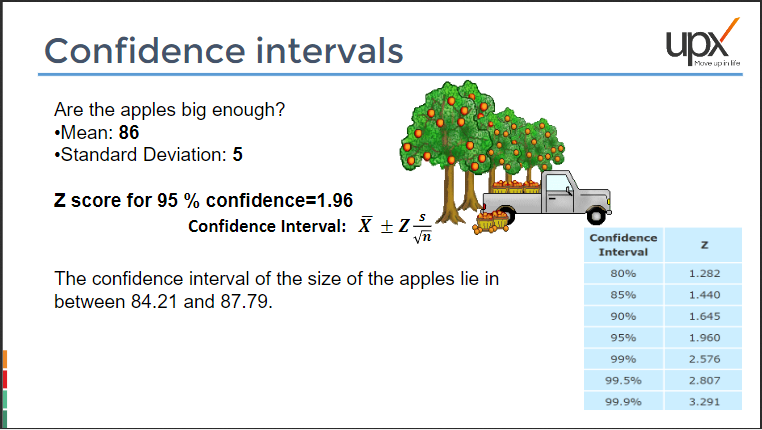 Confidence intervals
upx
Move up in life
Are the apples big enough?
•Mean: 86
•Standard Deviation: 5
Z score for 95 % confidence=1.96
Confidence Interval: X̅ ± Z s/√n
The confidence interval of the size of the apples lie in
between 84.21 and 87.79.
Confidence Interval Z
80% 1.282
85% 1.440
90% 1.645
95% 1.960
99% 2.576
99.5% 2.807
99.9% 3.291